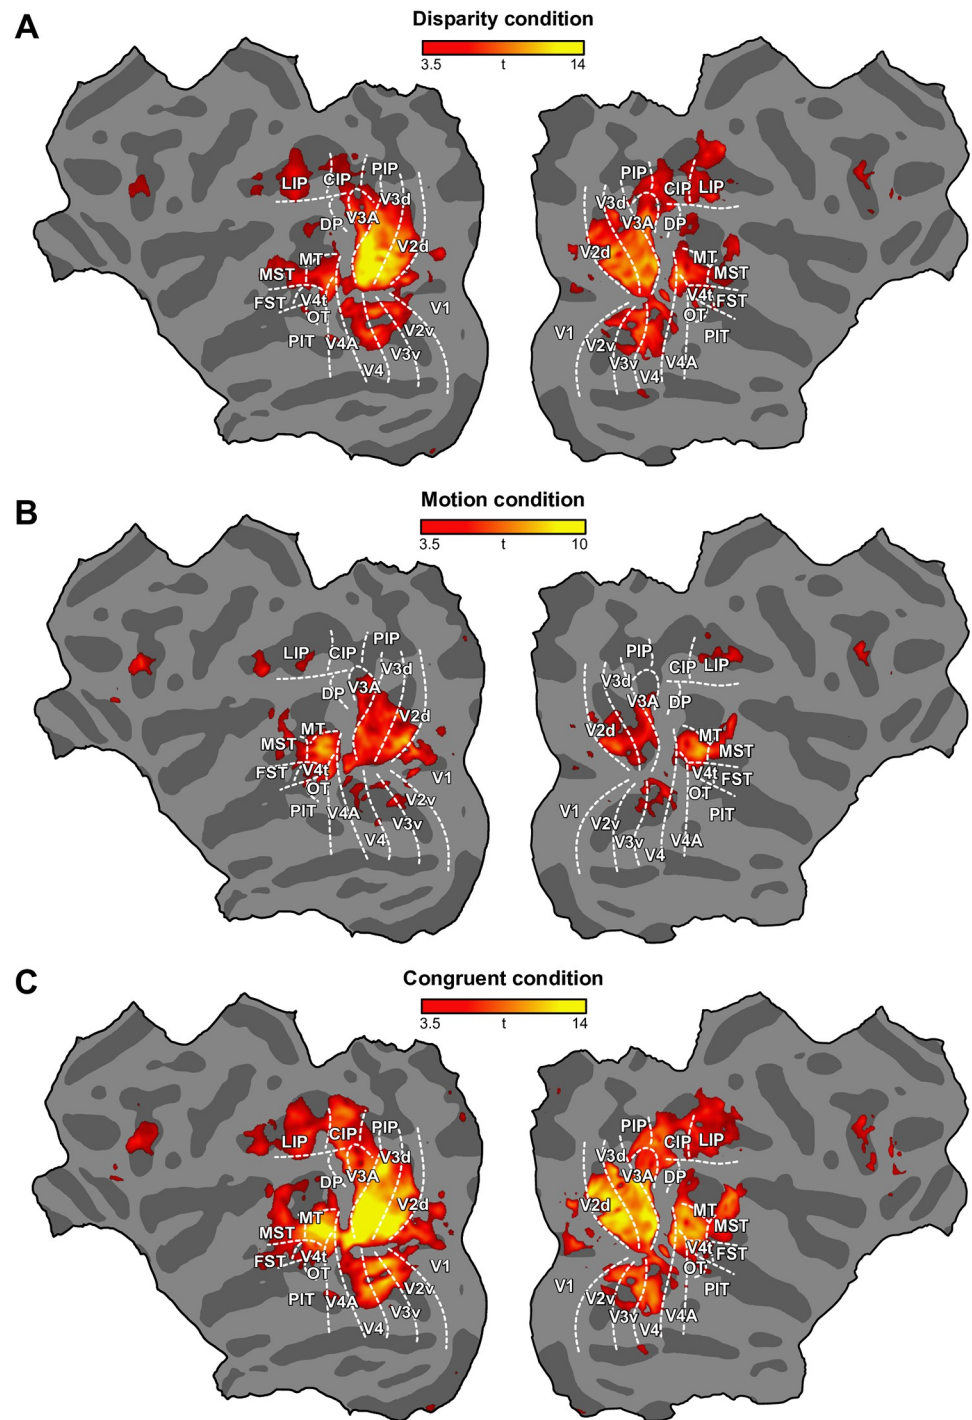 A
Disparity condition
3.5 t 14
LIP CIP PIP
V3d
DP V3A
V2d
MT
MST
FST V4t
OT
V1
V2v
PIT V4A V3v
V4
PIP
CIP LIP
V3d
V3A DP
V2d
MT
MST
V4t FST
OT
V1 PIT
V2v
V3v V4A
V4
B
Motion condition
3.5 t 10
LIP CIP PIP
V3d
DP V3A
V2d
MT
MST
FST V4t
OT
V1
V2v
PIT V4A V3v
V4
PIP
CIP LIP
V3d
V3A DP
V2d
MT
MST
V4t FST
OT
V1 PIT
V2v
V3v V4A
V4
C
Congruent condition
3.5 t 14
LIP CIP PIP
V3d
DP V3A
V2d
MT
MST
FST V4t
OT
V1
V2v
PIT V4A V3v
V4
PIP
CIP LIP
V3d
V3A DP
V2d
MT
MST
V4t FST
OT
V1 PIT
V2v
V3v V4A
V4